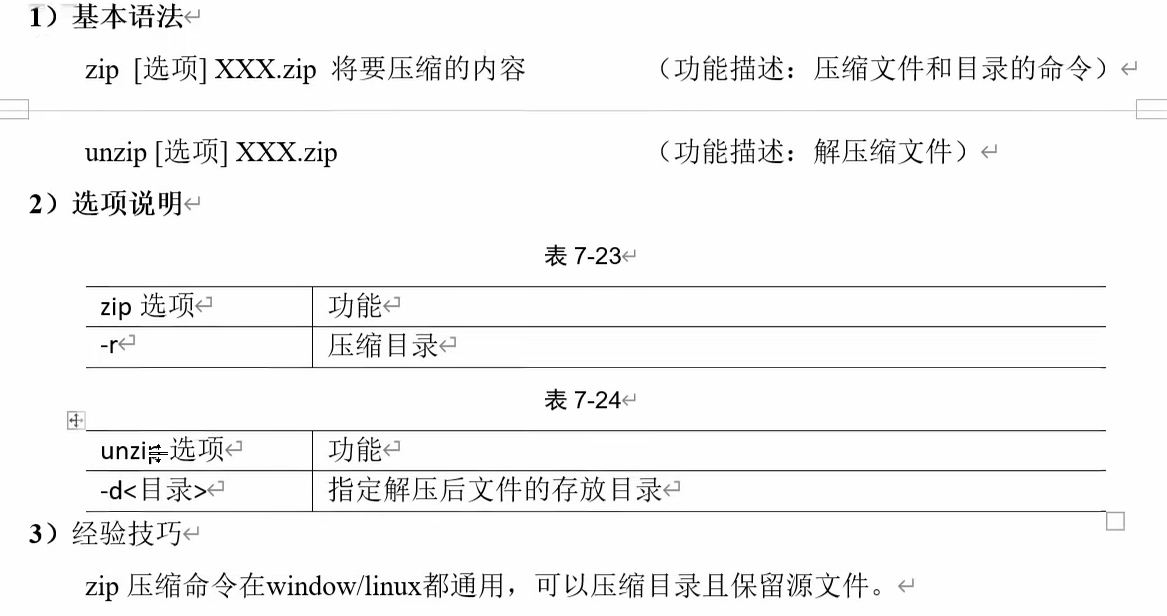 1）基本语法
zip [选项] XXX.zip 将要压缩的内容 （功能描述：压缩文件和目录的命令）
unzip [选项] XXX.zip （功能描述：解压缩文件）
2）选项说明
表 7-23
zip 选项 功能
-r 压缩目录
表 7-24
unzip 选项 功能
-d<目录> 指定解压后文件的存放目录
3）经验技巧
zip 压缩命令在window/linux都通用，可以压缩目录且保留源文件。